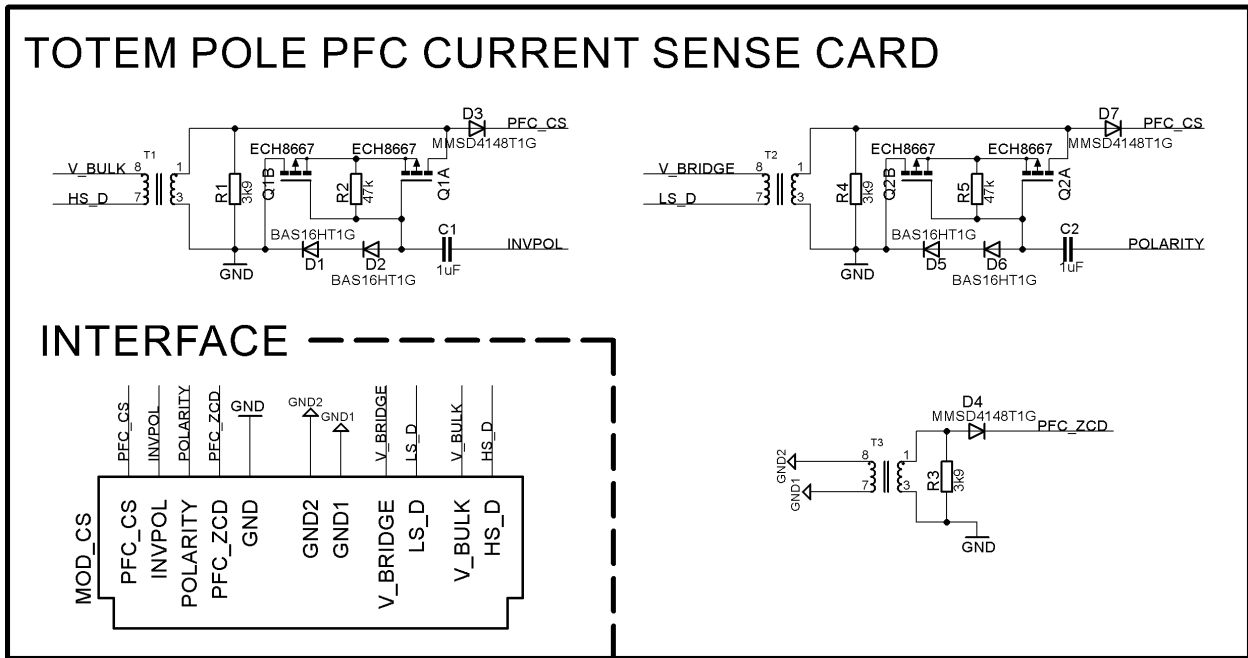 TOTEM POLE PFC CURRENT SENSE CARD
D3
PFC_CS
MMSD4148T1G
ECH8667
ECH8667
V_BULK
8
T1
1
HS_D
7
3
R1
3k9
Q1B
R2
47k
Q1A
BAS16HT1G
C1
INVPOL
GND
D1
D2
1uF
BAS16HT1G
D7
PFC_CS
MMSD4148T1G
ECH8667
ECH8667
V_BRIDGE
8
T2
1
LS_D
7
3
R4
3k9
Q2B
R5
47k
Q2A
BAS16HT1G
C2
POLARITY
GND
D5
D6
1uF
BAS16HT1G
INTERFACE
PFC_CS
INVPOL
POLARITY
PFC_ZCD
GND
GND2
GND1
V_BRIDGE
LS_D
V_BULK
HS_D
MOD_CS
PFC_CS
INVPOL
POLARITY
PFC_ZCD
GND
GND2
GND1
V_BRIDGE
LS_D
V_BULK
HS_D
D4
MMSD4148T1G
PFC_ZCD
T3
GND2
8
1
GND1
7
3
R3
3k9
GND